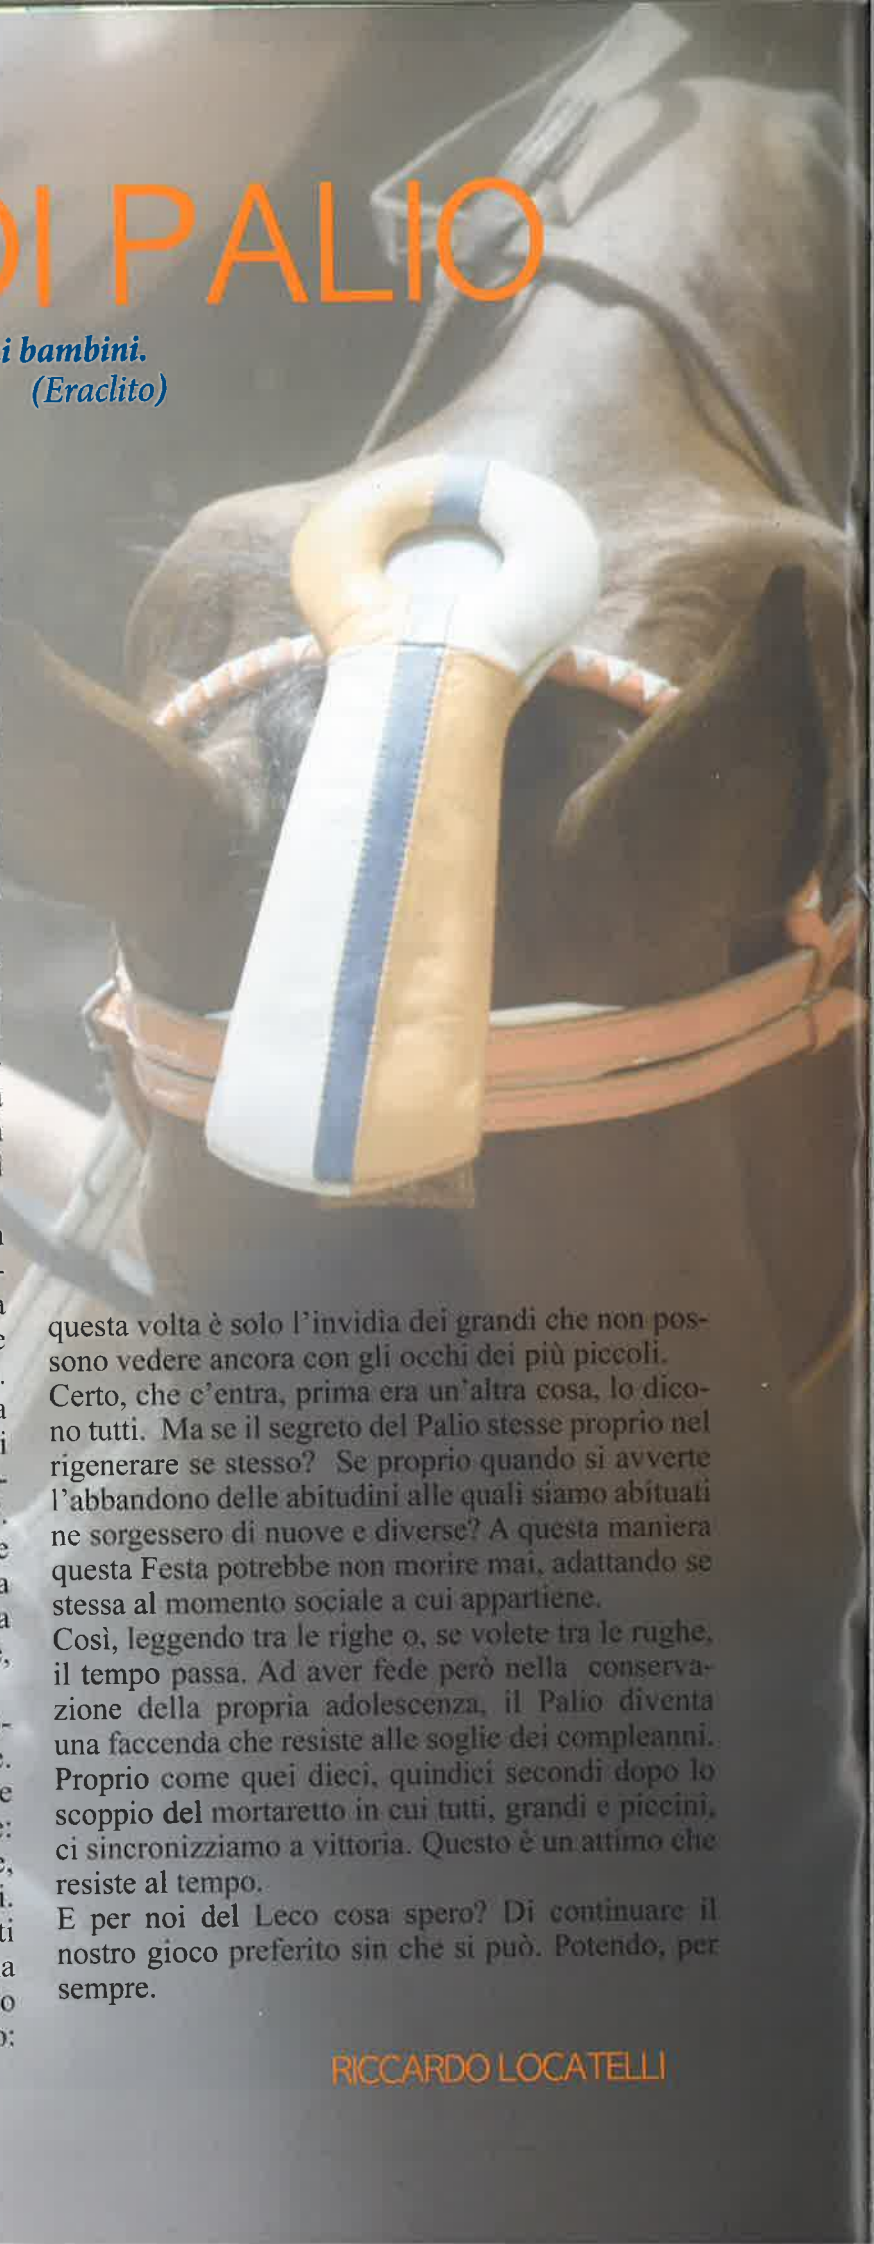 DI PALIO
i bambini.
(Eraclito)
questa volta è solo l'invidia dei grandi che non pos-
sono vedere ancora con gli occhi dei più piccoli.
Certo, che c'entra, prima era un'altra cosa, lo dico-
no tutti. Ma se il segreto del Palio stesse proprio nel
rigenerare se stesso? Se proprio quando si avverte
l'abbandono delle abitudini alle quali siamo abituati
ne sorgessero di nuove e diverse? A questa maniera
questa Festa potrebbe non morire mai, adattando se
stessa al momento sociale a cui appartiene.
Così, leggendo tra le righe o, se volete tra le rughe,
il tempo passa. Ad aver fede però nella conserva-
zione della propria adolescenza, il Palio diventa
una faccenda che resiste alle soglie dei compleanni.
Proprio come quei dieci, quindici secondi dopo lo
scoppio del mortaretto in cui tutti, grandi e piccini,
ci sincronizziamo a vittoria. Questo è un attimo che
resiste al tempo.
E per noi del Leco cosa spero? Di continuare il
nostro gioco preferito sin che si può. Potendo, per
sempre.
RICCARDO LOCATELLI